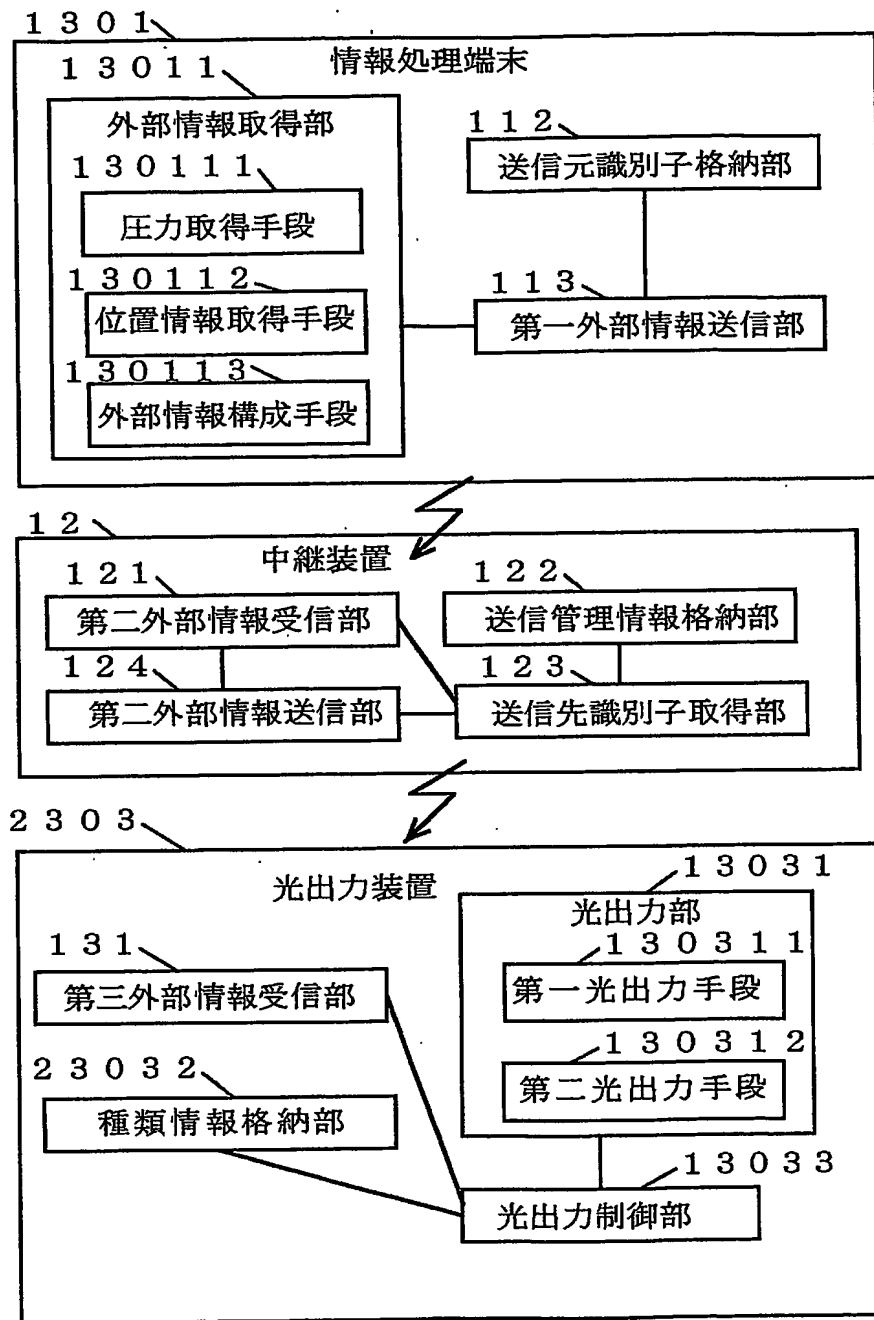 1301
情報処理端末
13011
外部情報取得部
130111
圧力取得手段
130112
位置情報取得手段
130113
外部情報構成手段
112
送信元識別子格納部
113
第一外部情報送信部
12
中継装置
121
第二外部情報受信部
122
送信管理情報格納部
124
第二外部情報送信部
123
送信先識別子取得部
2303
光出力装置
131
第三外部情報受信部
23032
種類情報格納部
13031
光出力部
130311
第一光出力手段
130312
第二光出力手段
13033
光出力制御部